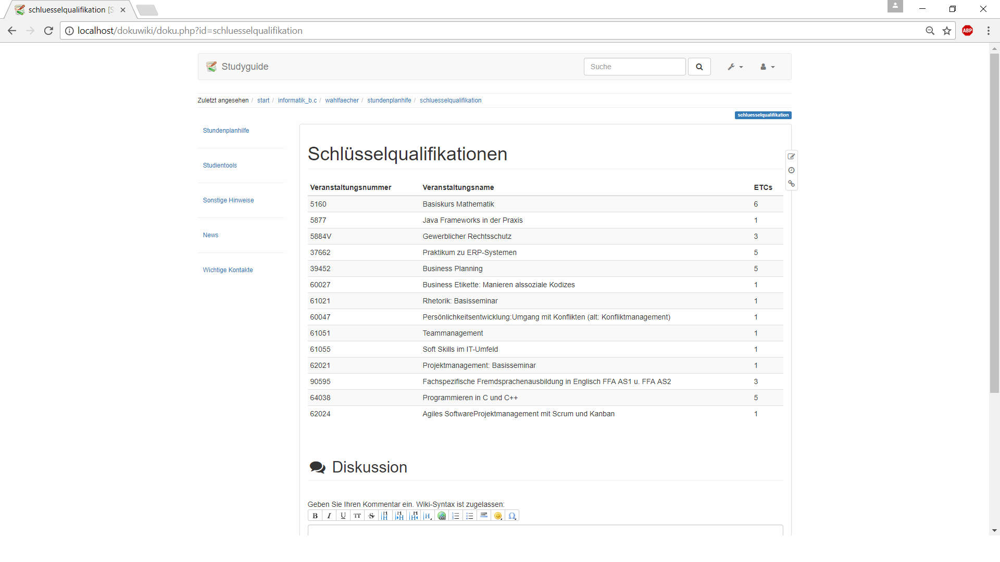 schluesselqualifikation [S
localhost/dokuwiki/doku.php?id=schluesselqualifikation
ABP
Studyguide
Suche
Zuletzt angesehen / start / informatik_b.c / wahlfaecher / stundenplanhilfe / schluesselqualifikation
schluesselqualifikation
Stundenplanhilfe
Studientools
Sonstige Hinweise
News
Wichtige Kontakte
Schlüsselqualifikationen
Veranstaltungsnummer Veranstaltungsname ETCs
5160 Basiskurs Mathematik 6
5877 Java Frameworks in der Praxis 1
5884V Gewerblicher Rechtsschutz 3
37662 Praktikum zu ERP-Systemen 5
39452 Business Planning 5
60027 Business Etikette: Manieren alssoziale Kodizes 1
61021 Rhetorik: Basisseminar 1
60047 Persönlichkeitsentwicklung:Umgang mit Konflikten (alt: Konfliktmanagement) 1
61051 Teammanagement 1
61055 Soft Skills im IT-Umfeld 1
62021 Projektmanagement: Basisseminar 1
90595 Fachspezifische Fremdsprachenausbildung in Englisch FFA AS1 u. FFA AS2 3
64038 Programmieren in C und C++ 5
62024 Agiles SoftwareProjektmanagement mit Scrum und Kanban 1
Diskussion
Geben Sie Ihren Kommentar ein. Wiki-Syntax ist zugelassen:
B I U TT S H H H H H H H Ω